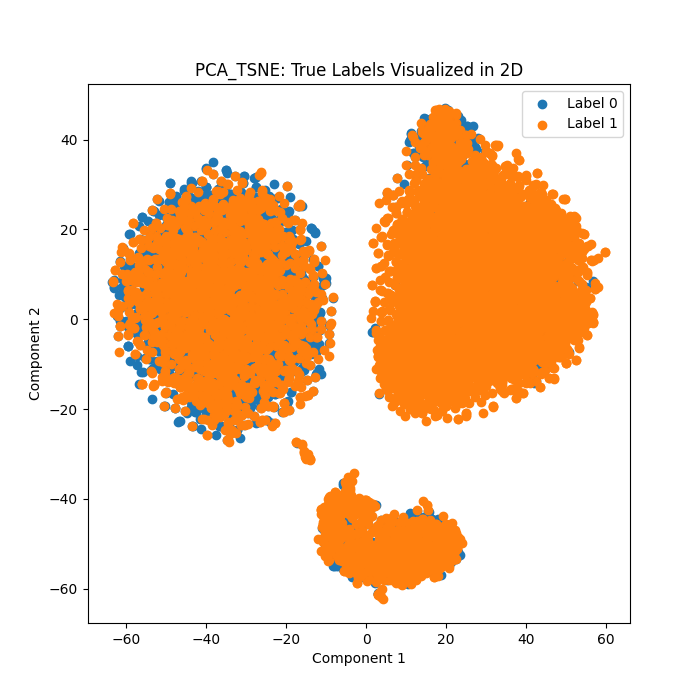 PCA_TSNE: True Labels Visualized in 2D
Label 0
Label 1
40
20
0
−20
−40
−60
Component 2
−60
−40
−20
0
20
40
60
Component 1